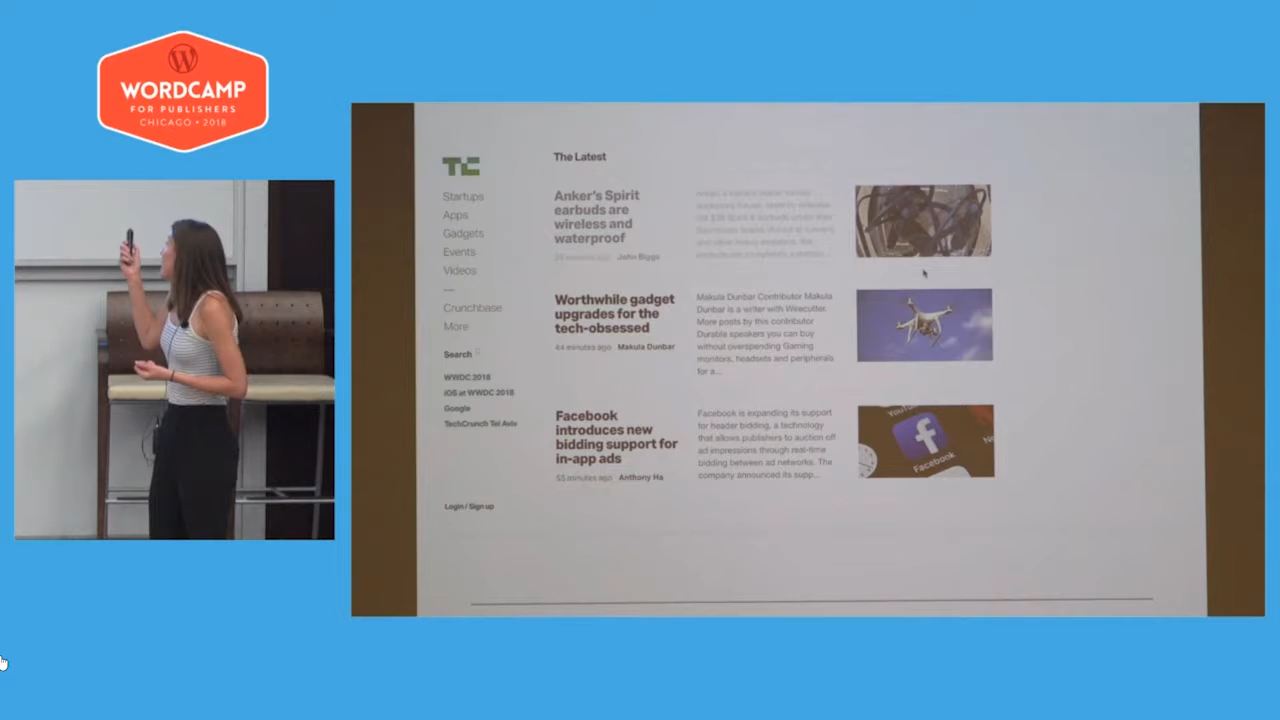 WORDCAMP
FOR PUBLISHERS
CHICAGO • 2018
TC
Startups
Apps
Gadgets
Events
Videos
—
Crunchbase
More
Search
WWDC 2018
iOS at WWDC 2018
Google
TechCrunch Tel Aviv
Login / Sign up
The Latest
Anker's Spirit
earbuds are
wireless and
waterproof
minutes ago John Biggs
Worthwhile gadget
upgrades for the
tech-obsessed
44 minutes ago Makula Dunbar
Makula Dunbar Contributor Makula
Dunbar is a writer with Wirecutter.
More posts by this contributor
Durable speakers you can buy
without overspending Gaming
monitors, headsets and peripherals
for a...
Facebook
introduces new
bidding support for
in-app ads
53 minutes ago Anthony Ha
Facebook is expanding its support
for header bidding, a technology
that allows publishers to auction off
ad impressions through real-time
bidding between ad networks. The
company announced its supp...
Facebook